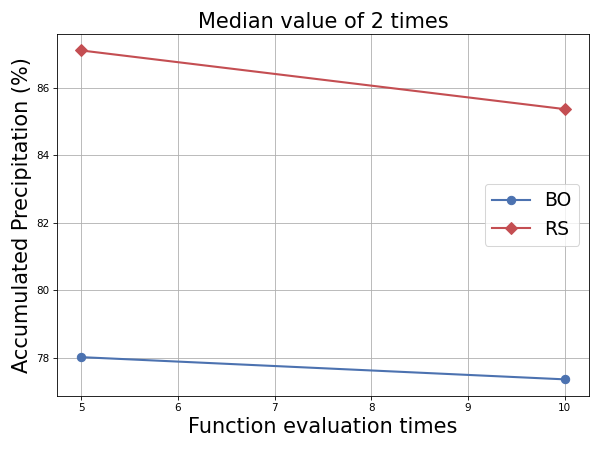 Median value of 2 times
Accumulated Precipitation (%)
86
84
82
80
78
BO
RS
5 6 7 8 9 10
Function evaluation times